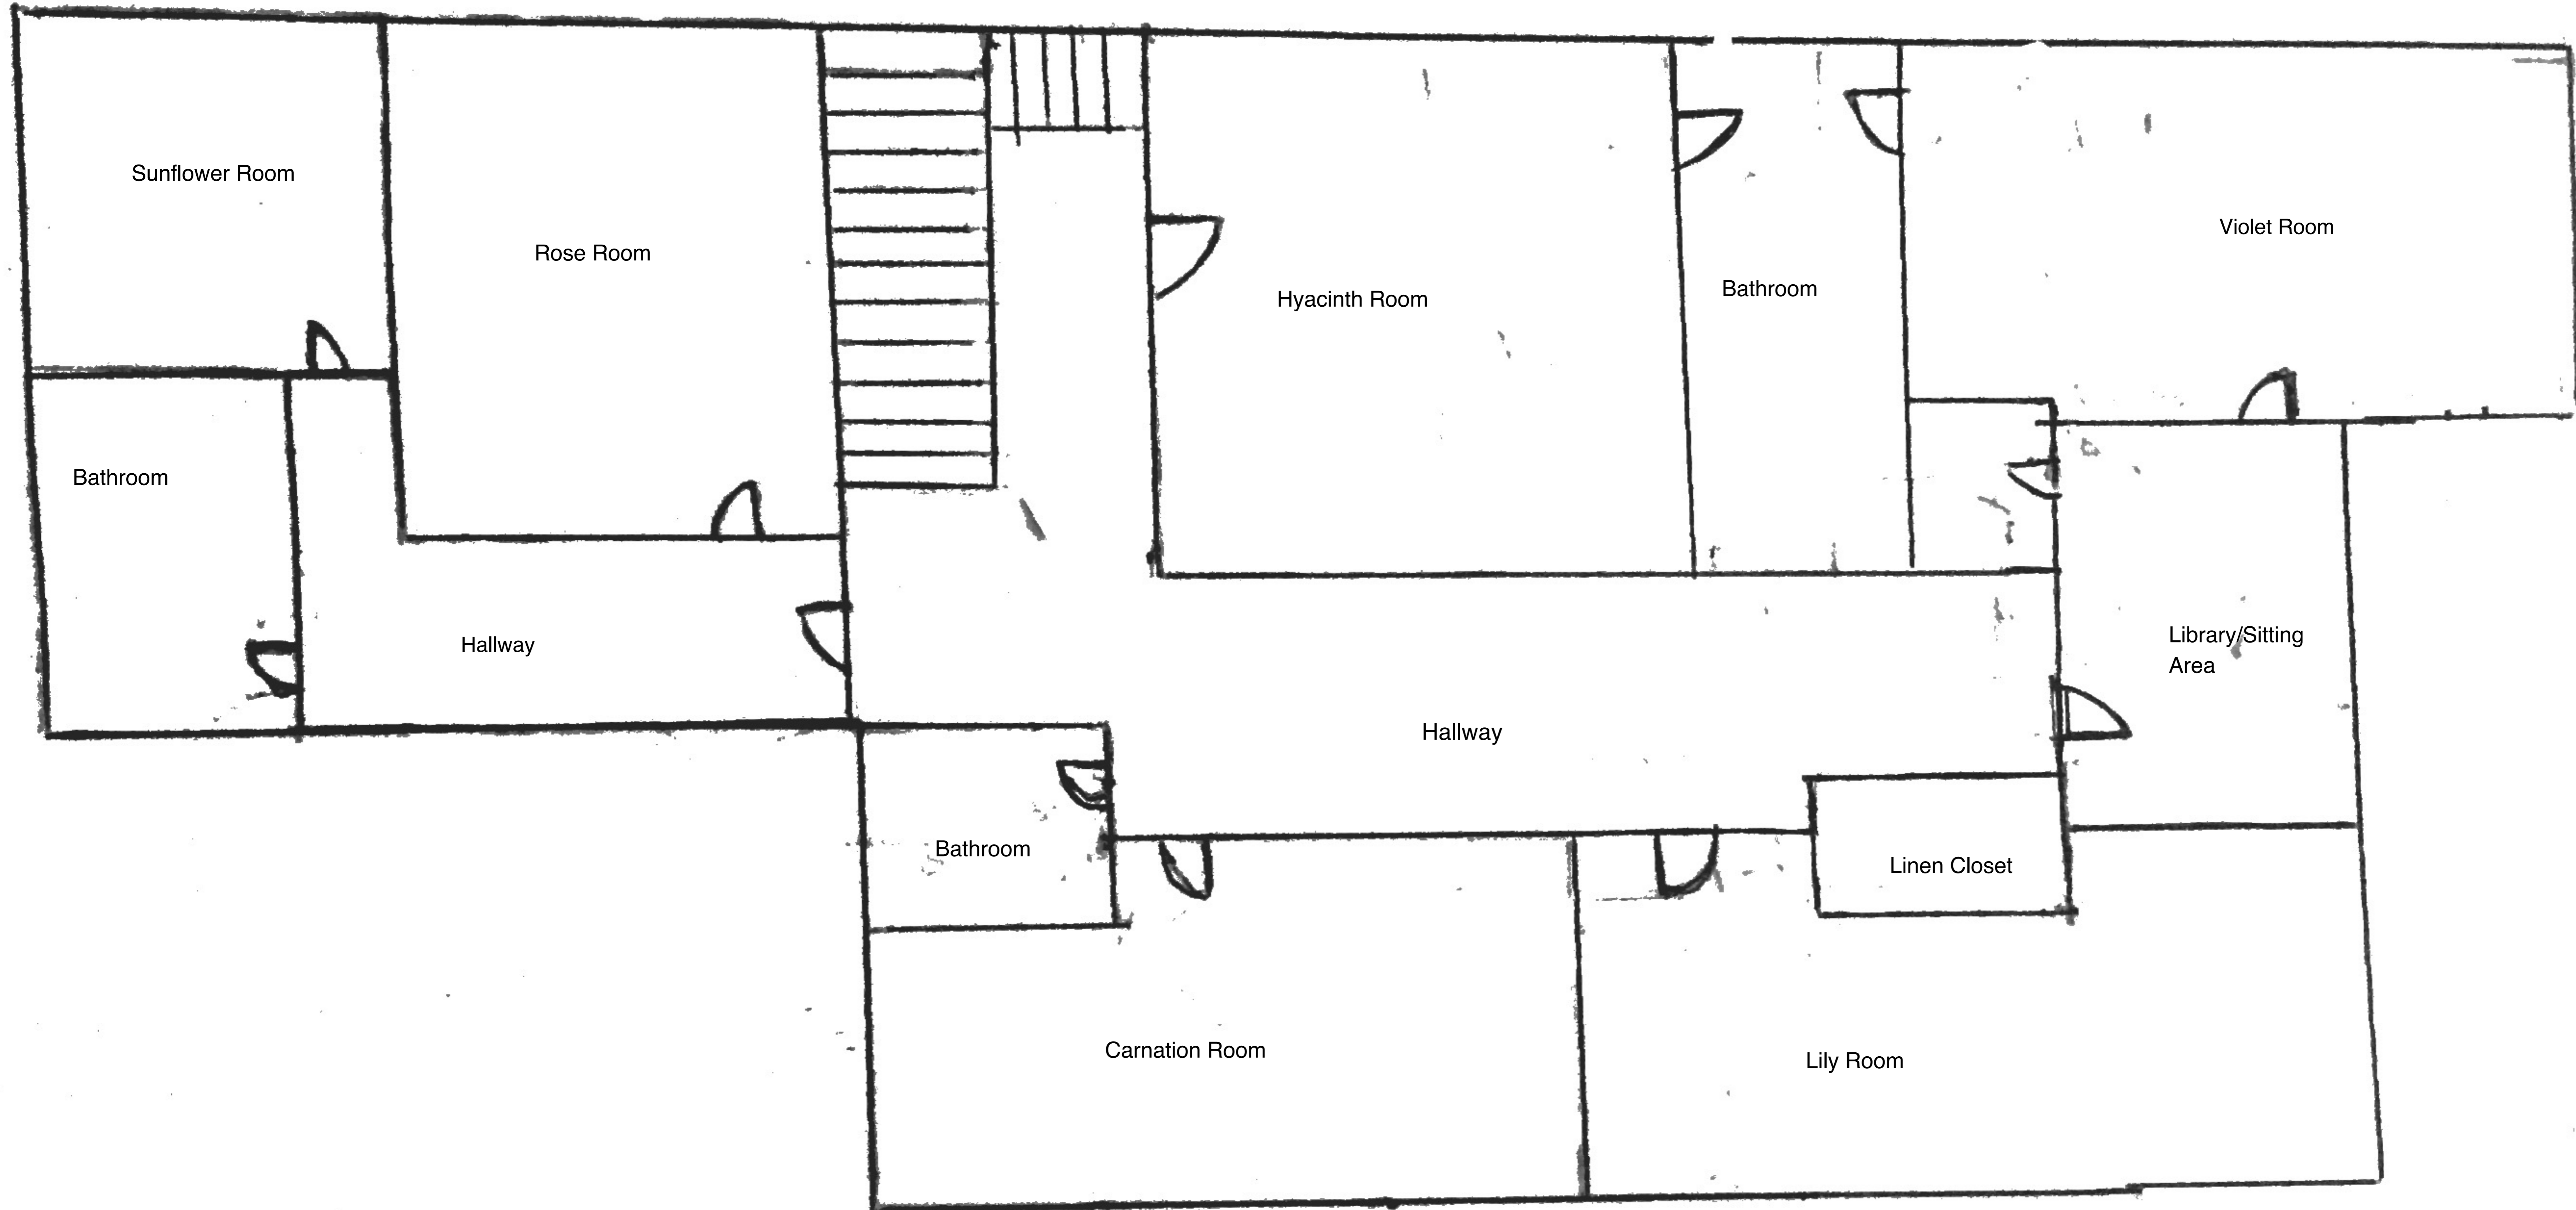 Sunflower Room
Rose Room
Hyacinth Room
Bathroom
Violet Room
Bathroom
Hallway
Library/Sitting
Area
Hallway
Bathroom
Linen Closet
Carnation Room
Lily Room